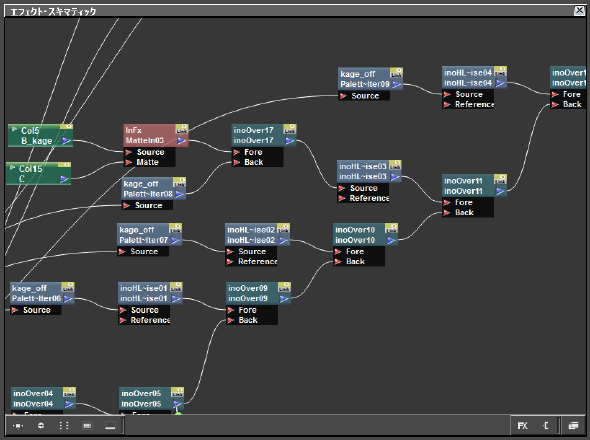 エフェクト・スキマティック
kage_off
Palett~lter09
Source
inoHL~ise04
inoHL~ise04
Source
Reference
inoOver11
inoOver1
Fore
Back
Col5
B_kage
InFx
MatteIn03
Source
Matte
inoOver17
inoOver17
Fore
Back
Col15
C
kage_off
Palett~lter08
Source
inoHL~ise03
inoHL~ise03
Source
Reference
inoOver11
inoOver11
Fore
Back
kage_off
Palett~lter07
Source
inoHL~ise02
inoHL~ise02
Source
Reference
inoOver10
inoOver10
Fore
Back
kage_off
Palett~lter06
Source
inoHL~ise01
inoHL~ise01
Source
Reference
inoOver09
inoOver09
Fore
Back
inoOver04
inoOver04
Fore
inoOver05
inoOver05
Fore
FX